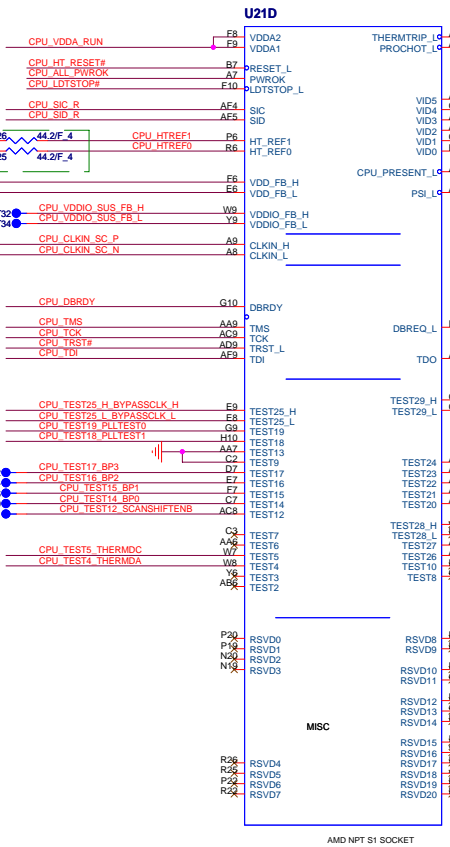 U21D
CPU_VDDA_RUN F8 VDDA2 THERMTRIP_L
F9 VDDA1 PROCHOT_L
CPU_HT_RESET# B7 RESET_L
CPU_ALL_PWROK A7 PWROK
CPU_LDTSTOP# F10 LDTSTOP_L
VID5
CPU_SIC_R AF4 SIC VID4
CPU_SID_R AF5 SID VID3
VID2
44.2/F_4 CPU_HTREF1 P6 HT_REF1 VID1
44.2/F_4 CPU_HTREF0 R6 HT_REF0 VID0
CPU_PRESENT_L
F6 VDD_FB_H
E6 VDD_FB_L PSI_L
CPU_VDDIO_SUS_FB_H W9 VDDIO_FB_H
CPU_VDDIO_SUS_FB_L Y9 VDDIO_FB_L
CPU_CLKIN_SC_P A9 CLKIN_H
CPU_CLKIN_SC_N A8 CLKIN_L
CPU_DBRDY G10 DBRDY
CPU_TMS AA9 TMS DBREQ_L
CPU_TCK AC9 TCK
CPU_TRST# AD9 TRST_L
CPU_TDI AF9 TDI TDO
TEST29_H
CPU_TEST25_H_BYPASSCLK_H E9 TEST25_H TEST29_L
CPU_TEST25_L_BYPASSCLK_L E8 TEST25_L
CPU_TEST19_PLLTEST0 G9 TEST19
CPU_TEST18_PLLTEST1 H10 TEST18
AA7 TEST13
C2 TEST9 TEST24
CPU_TEST17_BP3 D7 TEST17 TEST23
CPU_TEST16_BP2 E7 TEST16 TEST22
CPU_TEST15_BP1 F7 TEST15 TEST21
CPU_TEST14_BP0 C7 TEST14 TEST20
CPU_TEST12_SCANSHIFTENB AC8 TEST12
TEST28_H
C3 TEST7 TEST28_L
AA6 TEST6 TEST27
CPU_TEST5_THERMDC W7 TEST5 TEST26
CPU_TEST4_THERMDA W8 TEST4 TEST10
Y6 TEST3 TEST8
AB6 TEST2
P20 RSVD0 RSVD8
P19 RSVD1 RSVD9
N20 RSVD2
N19 RSVD3 RSVD10
RSVD11
RSVD12
RSVD13
MISC RSVD14
RSVD15
RSVD16
R26 RSVD4 RSVD17
R25 RSVD5 RSVD18
P22 RSVD6 RSVD19
R22 RSVD7 RSVD20
AMD NPT S1 SOCKET